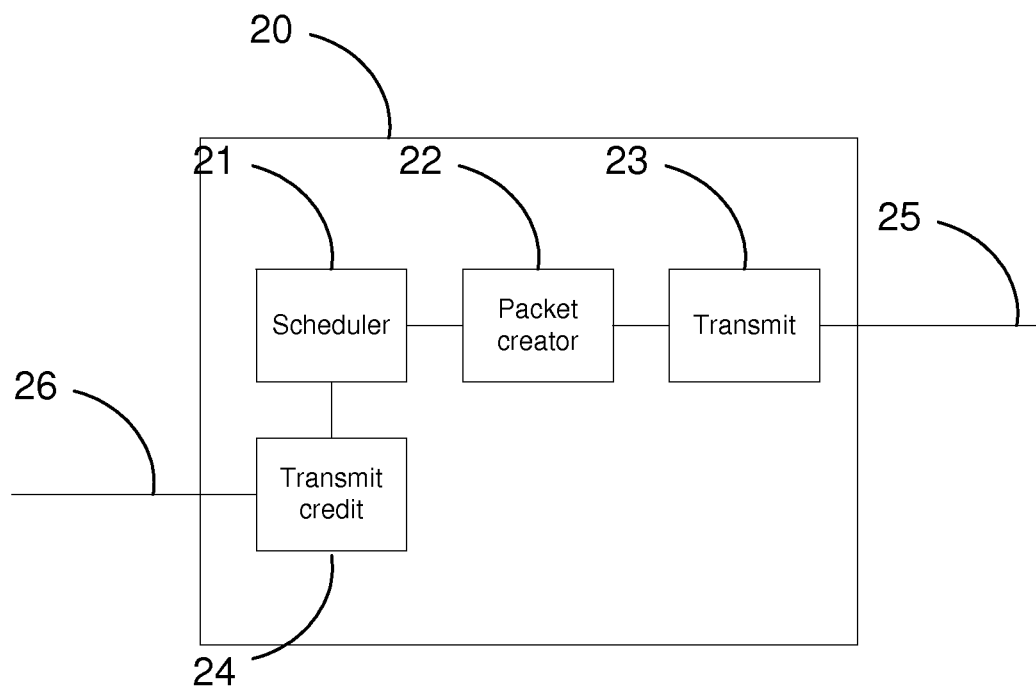 20
21
22
23
25
Scheduler
Packet
creator
Transmit
26
Transmit
credit
24